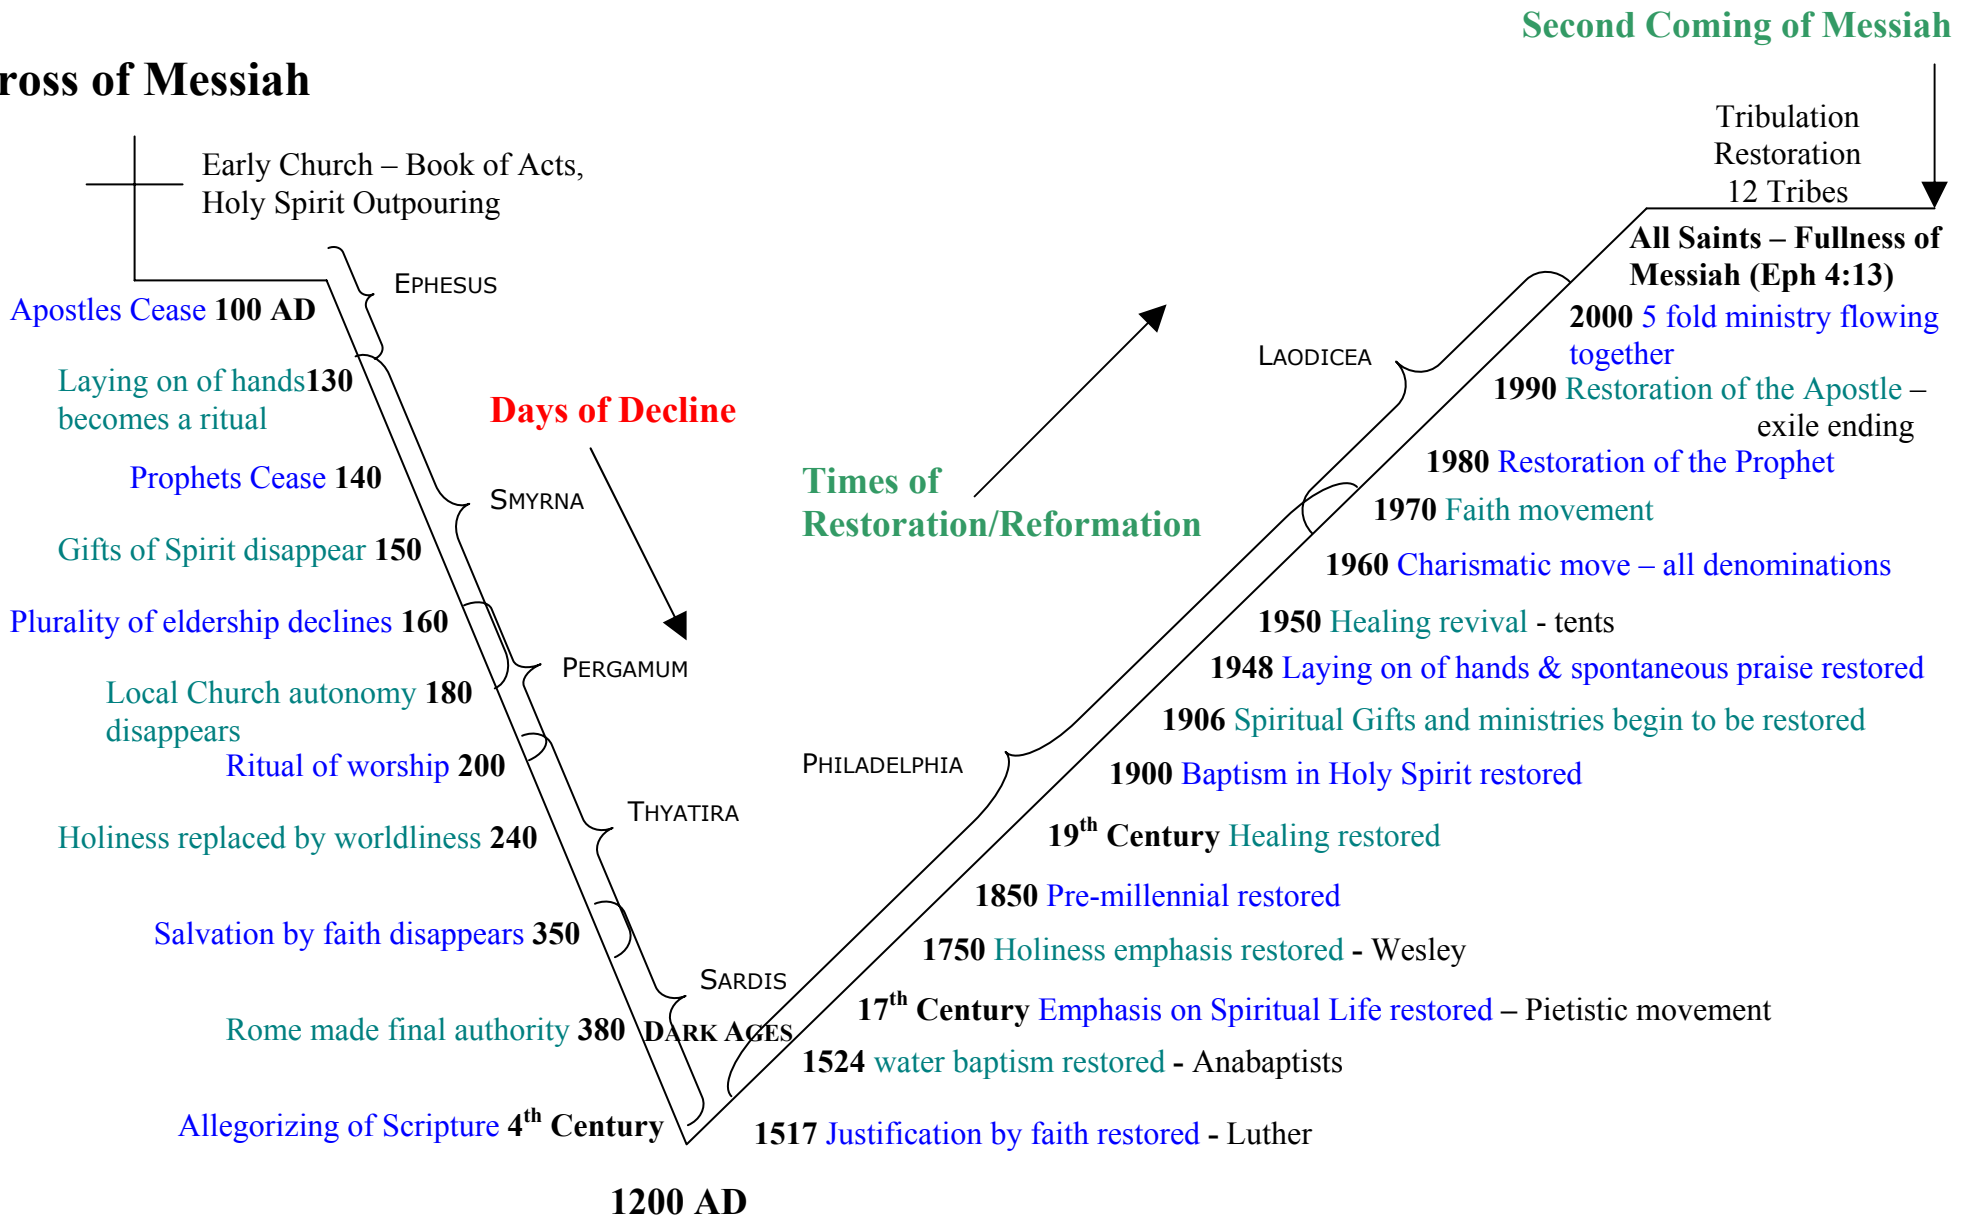 Second Coming of Messiah
ross of Messiah
Early Church – Book of Acts,
Holy Spirit Outpouring
Tribulation
Restoration
12 Tribes
All Saints – Fullness of
Messiah (Eph 4:13)
EPHESUS
Apostles Cease 100 AD
Laying on of hands130
becomes a ritual
Days of Decline
Prophets Cease 140
SMYRNA
Gifts of Spirit disappear 150
Plurality of eldership declines 160
PERGAMUM
Local Church autonomy 180
disappears
Ritual of worship 200
THYATIRA
Holiness replaced by worldliness 240
Salvation by faith disappears 350
SARDIS
Rome made final authority 380
DARK AGES
Allegorizing of Scripture 4th Century
1200 AD
Times of
Restoration/Reformation
LAODICEA
2000 5 fold ministry flowing
together
1990 Restoration of the Apostle –
exile ending
1980 Restoration of the Prophet
1970 Faith movement
1960 Charismatic move – all denominations
1950 Healing revival - tents
1948 Laying on of hands & spontaneous praise restored
1906 Spiritual Gifts and ministries begin to be restored
PHILADELPHIA
1900 Baptism in Holy Spirit restored
19th Century Healing restored
1850 Pre-millennial restored
1750 Holiness emphasis restored - Wesley
17th Century Emphasis on Spiritual Life restored – Pietistic movement
1524 water baptism restored - Anabaptists
1517 Justification by faith restored - Luther